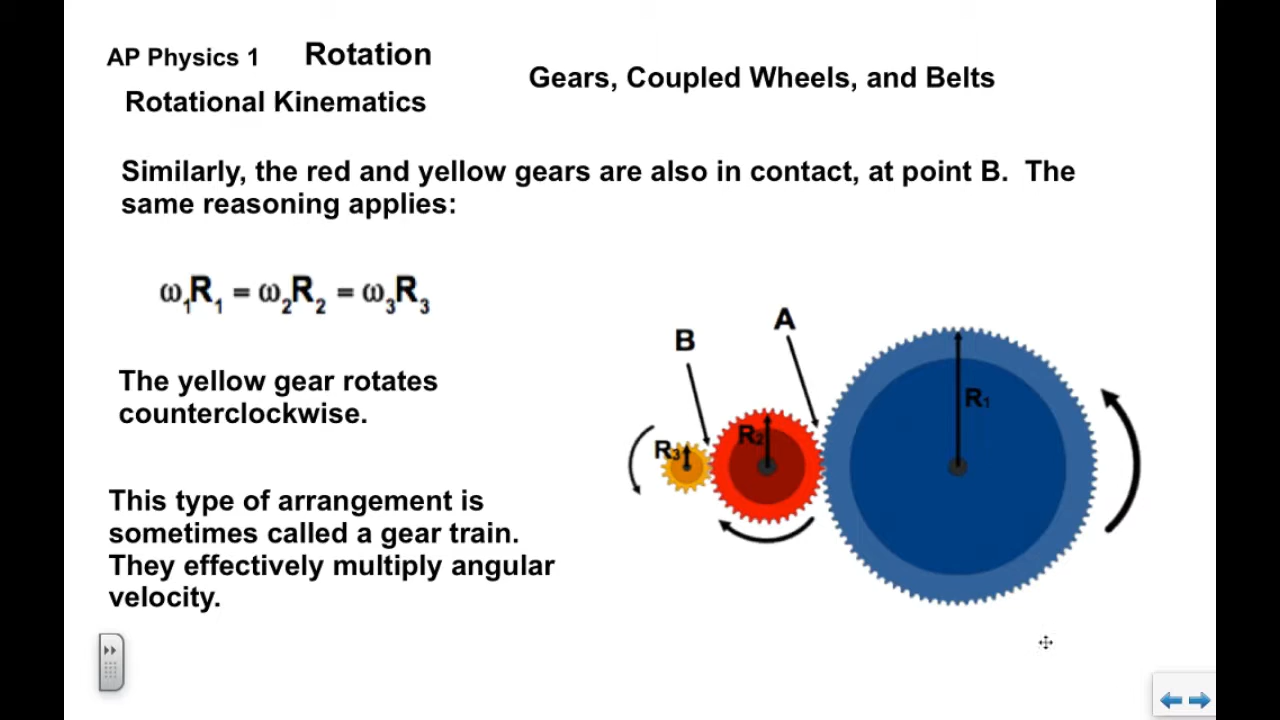 AP Physics 1
Rotation
Rotational Kinematics
Gears, Coupled Wheels, and Belts
Similarly, the red and yellow gears are also in contact, at point B. The
same reasoning applies:
ω₁R₁ = ω₂R₂ = ω₃R₃
The yellow gear rotates
counterclockwise.
This type of arrangement is
sometimes called a gear train.
They effectively multiply angular
velocity.
B
A
R₃
R₂
R₁